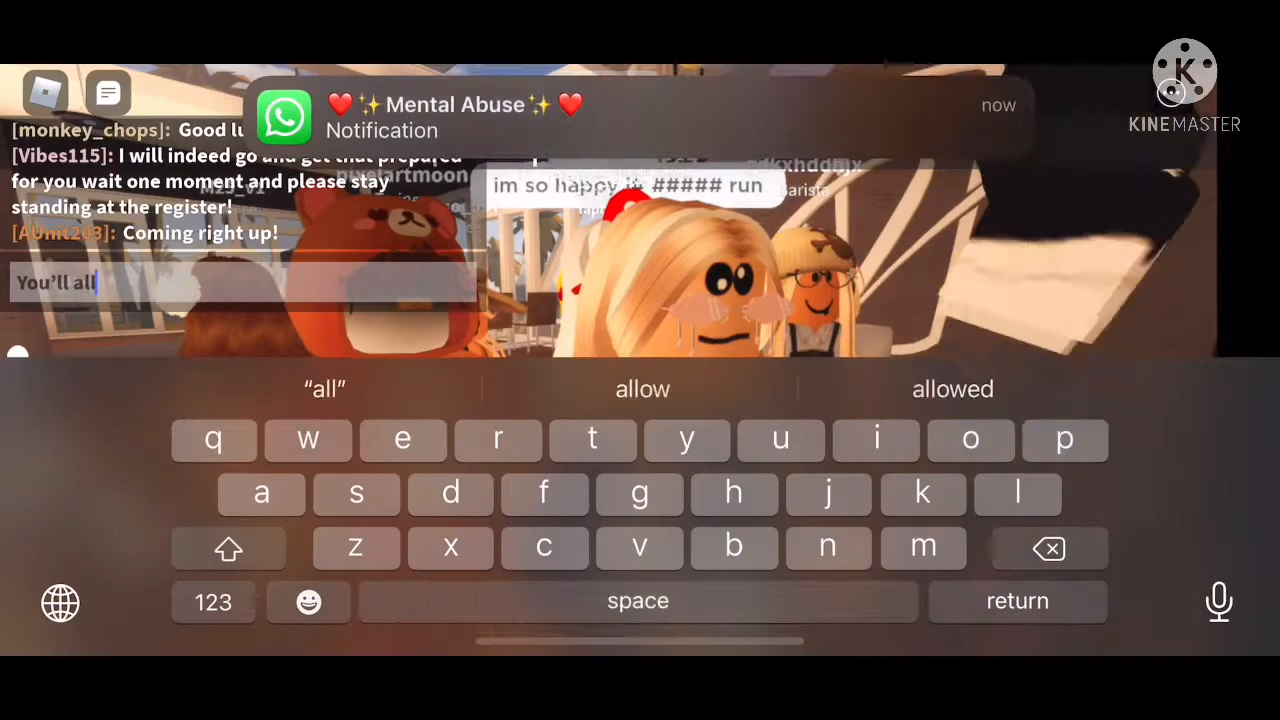 ❤️✨Mental Abuse✨❤️
now
Notification
KINEMASTER
[monkey_chops]: Good lu
[Vibes115]: I will indeed go and get that prepared
for you wait one moment and please stay
standing at the register!
[AUnit203]: Coming right up!
im so happy ##### run
Barista
You’ll all
“all” allow allowed
q w e r t y u i o p
a s d f g h j k l
z x c v b n m
123 space return